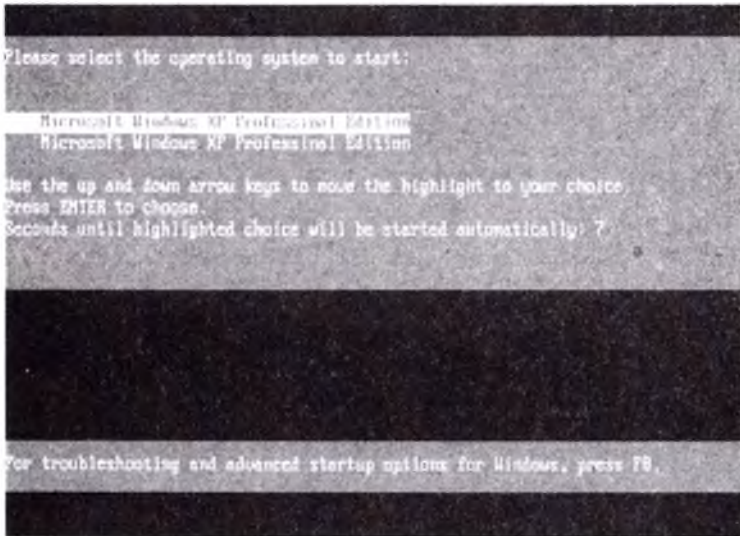 Please select the operating system to start:
Microsoft Windows XP Professinal Edition
Microsoft Windows XP Professinal Edition
Use the up and down arrow keys to move the highlight to your choice
Press ENTER to choose.
Seconds until highlighted choice will be started automatically: 7
For troubleshooting and advanced startup options for Windows, press F8.